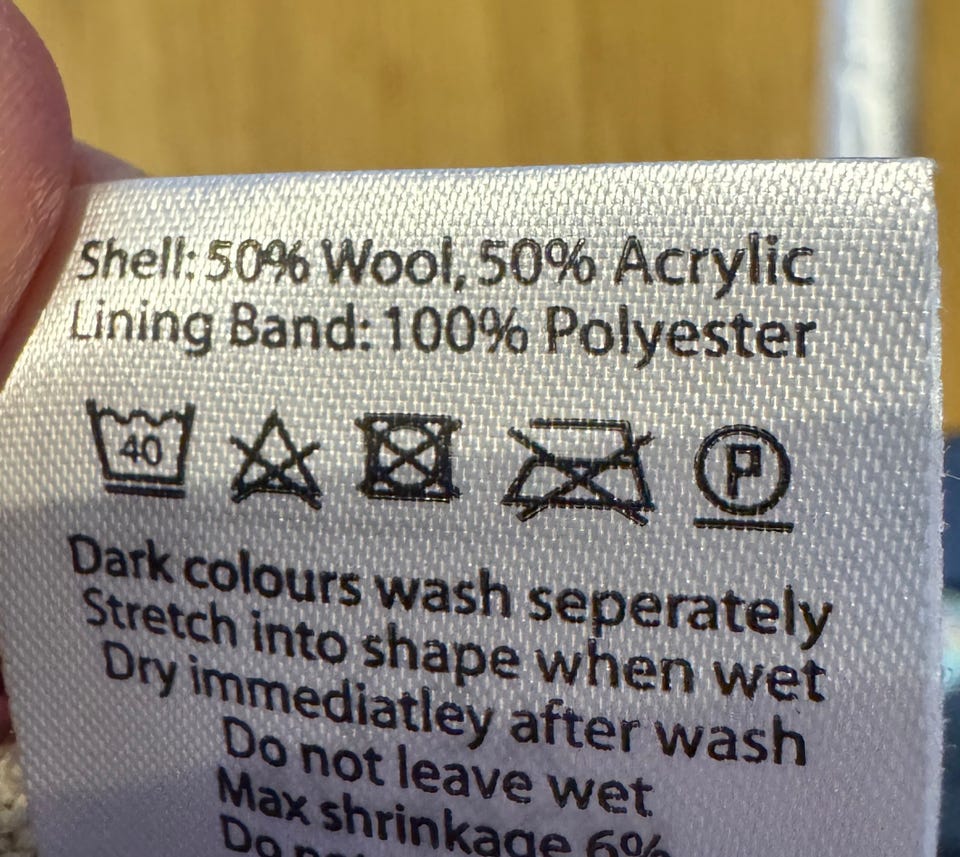 Shell: 50% Wool, 50% Acrylic
Lining Band: 100% Polyester
40 P
Dark colours wash seperately
Stretch into shape when wet
Dry immediatley after wash
Do not leave wet
Max shrinkage 6%
Do